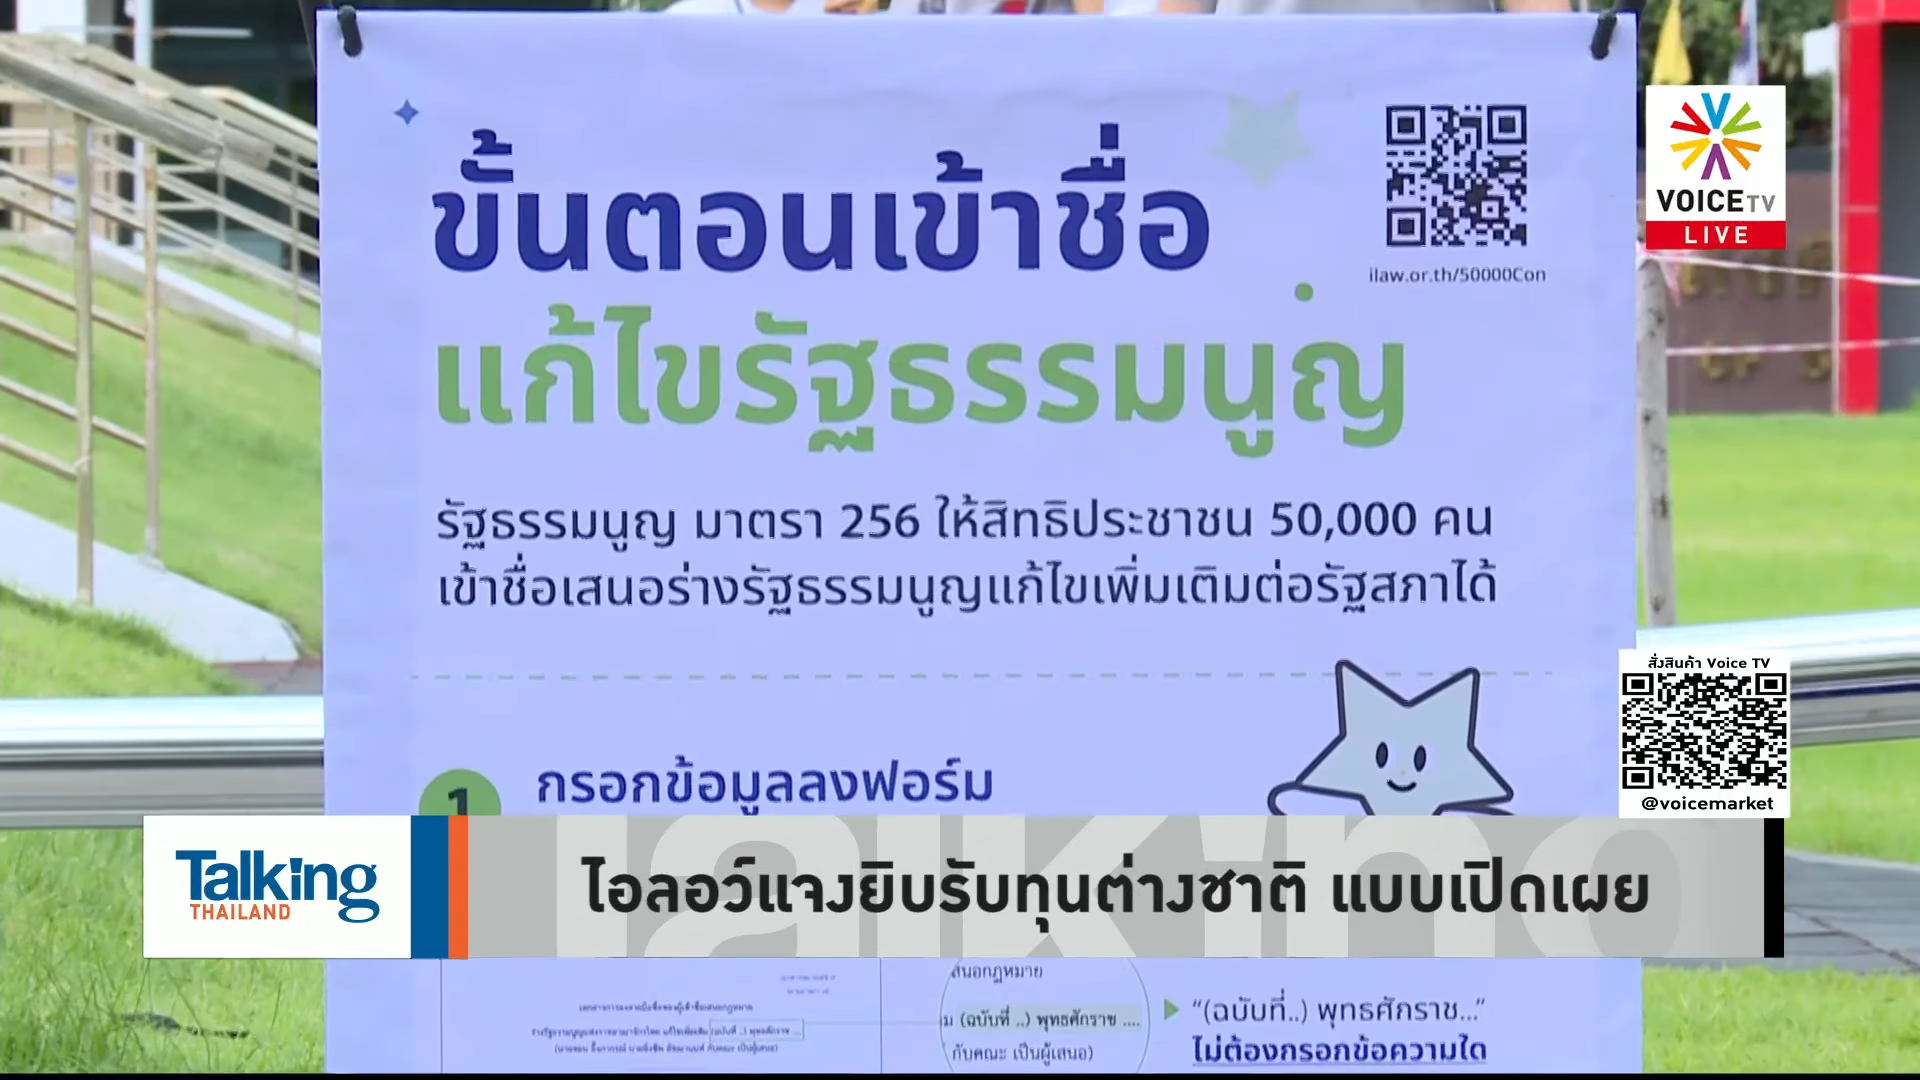 ขั้นตอนเข้าชื่อ
แก้ไขรัฐธรรมนูญ
ilaw.or.th/50000Con
VOICE TV
LIVE
รัฐธรรมนูญ มาตรา 256 ให้สิทธิประชาชน 50,000 คน
เข้าชื่อเสนอร่างรัฐธรรมนูญแก้ไขเพิ่มเติมต่อรัฐสภาได้
สั่งสินค้า Voice TV
@voicemarket
1 กรอกข้อมูลลงฟอร์ม
Talking
THAILAND
ไอลอว์แจงยิบรับทุนต่างชาติ แบบเปิดเผย
(ฉบับที่ ..) พุทธศักราช ....
กับคณะ เป็นผู้เสนอ)
“(ฉบับที่..) พุทธศักราช...”
ไม่ต้องกรอกข้อความใด